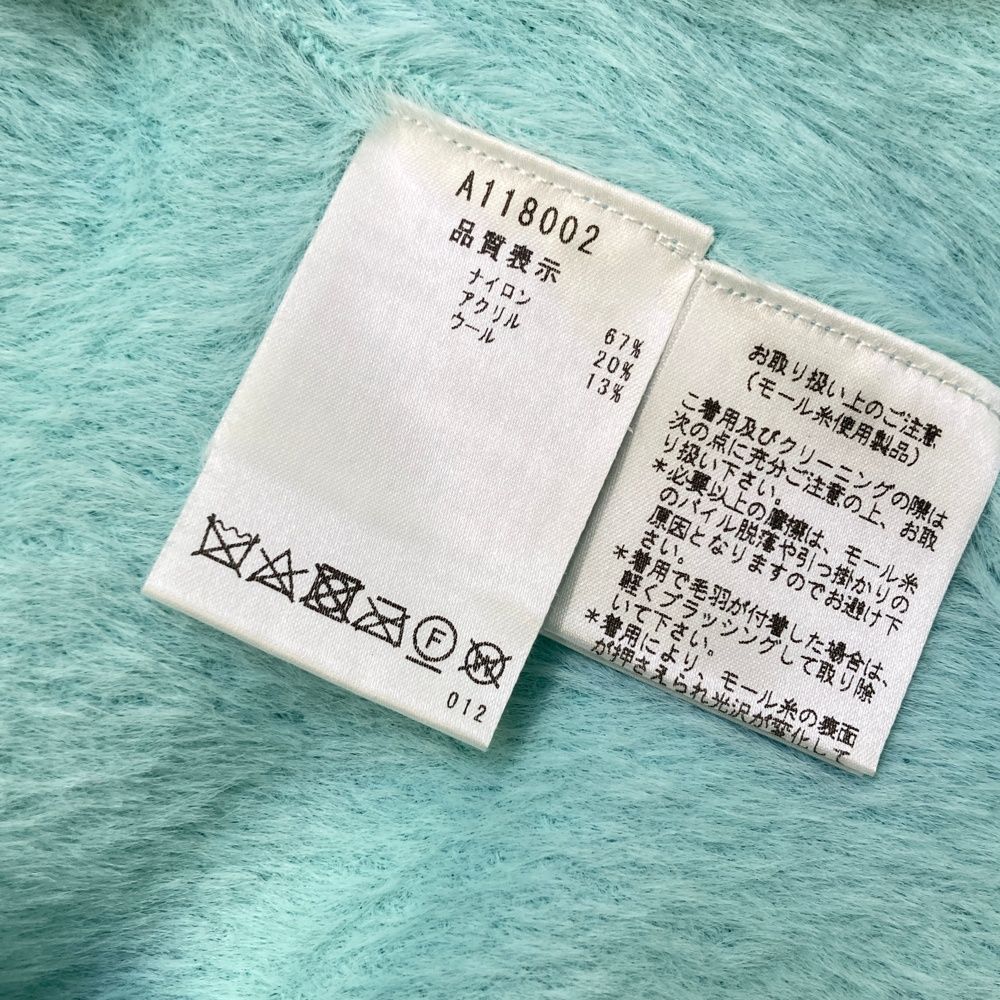 A118002
品質表示
ナイロン 67%
アクリル 20%
ウール 13%
F
W
012
お取り扱い上のご注意
(モール糸使用製品)
ご着用及びクリーニングの際は
次の点に充分ご注意の上、お取
り扱い下さい。
*必要以上の摩擦は、モール糸
のパイル脱落や引っ掛かりの
原因となりますのでお避け下
さい。
*着用で毛羽が付着した場合は、
軽くブラッシングして取り除
いて下さい。
*着用により、モール糸の表面
が押さえられ光沢が変化して